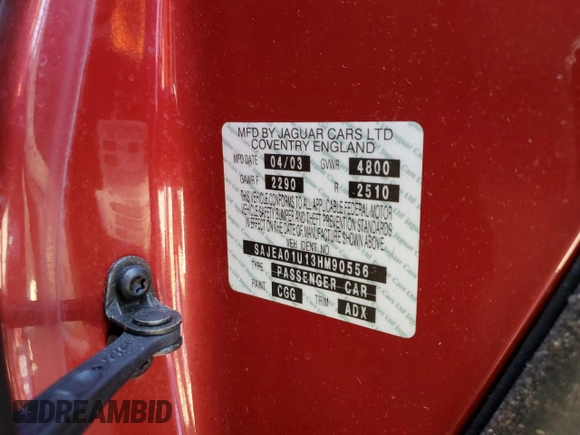 MFD BY JAGUAR CARS LTD
COVENTRY ENGLAND
MFD DATE 04/03 GVWR 4800
GAWR F 2290 R 2510
THIS VEHICLE CONFORMS TO ALL APPLICABLE FEDERAL MOTOR
VEHICLE SAFETY, BUMPER AND THEFT PREVENTION STANDARDS
IN EFFECT ON THE DATE OF MANUFACTURE SHOWN ABOVE.
VEH. IDENT. NO.
SAJEA01U13HM90556
TYPE PASSENGER CAR
PAINT CGG TRIM ADX
DREAMBID